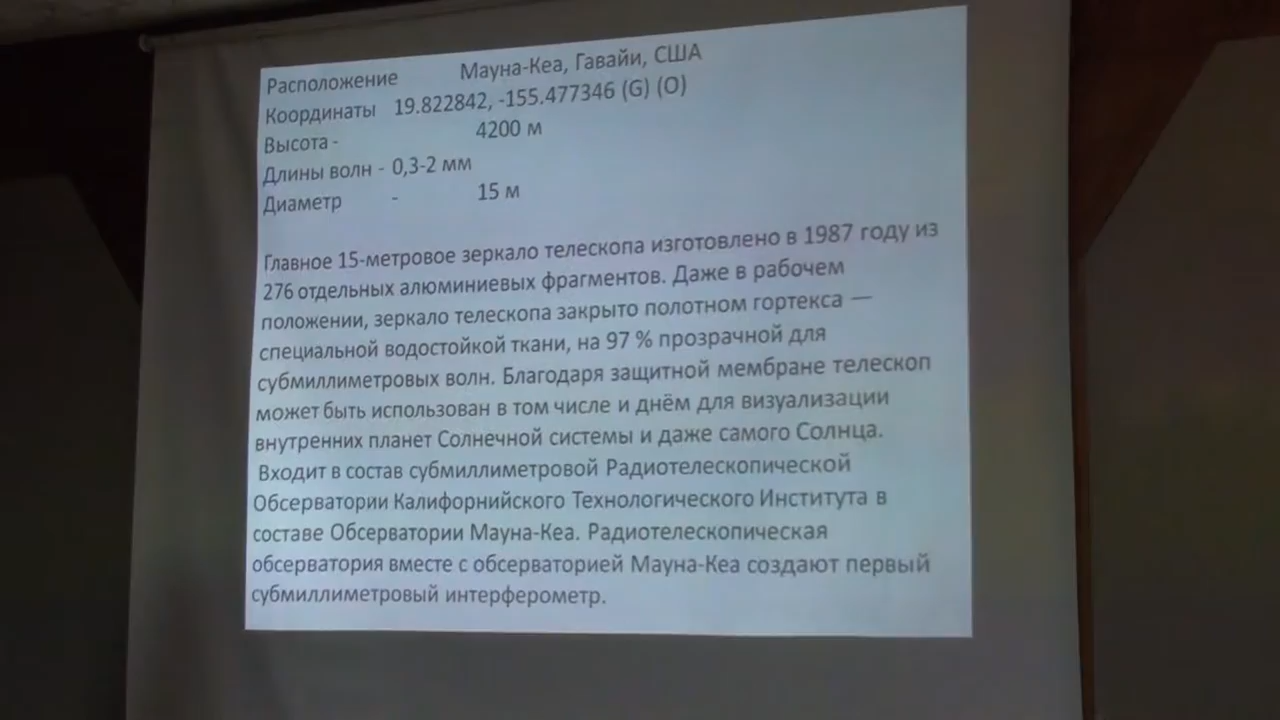 Расположение Мауна-Кеа, Гавайи, США
Координаты 19.822842, -155.477346 (G) (O)
Высота - 4200 м
Длины волн - 0,3-2 мм
Диаметр - 15 м
Главное 15-метровое зеркало телескопа изготовлено в 1987 году из
276 отдельных алюминиевых фрагментов. Даже в рабочем
положении, зеркало телескопа закрыто полотном гортекса —
специальной водостойкой ткани, на 97 % прозрачной для
субмиллиметровых волн. Благодаря защитной мембране телескоп
может быть использован в том числе и днём для визуализации
внутренних планет Солнечной системы и даже самого Солнца.
Входит в состав субмиллиметровой Радиотелескопической
Обсерватории Калифорнийского Технологического Института в
составе Обсерватории Мауна-Кеа. Радиотелескопическая
обсерватория вместе с обсерваторией Мауна-Кеа создают первый
субмиллиметровый интерферометр.